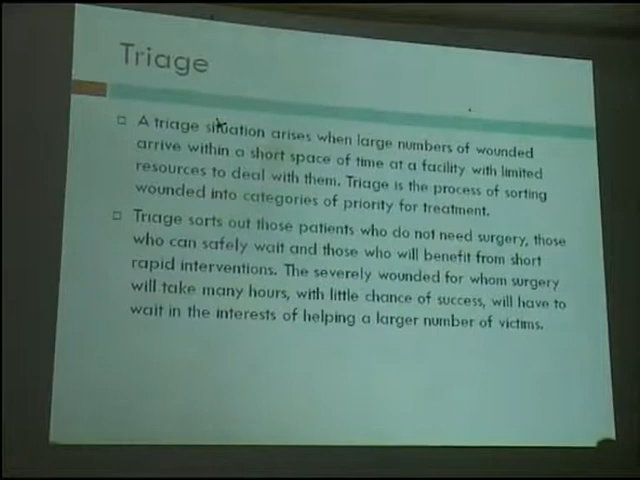 Triage
A triage situation arises when large numbers of wounded
arrive within a short space of time at a facility with limited
resources to deal with them. Triage is the process of sorting
wounded into categories of priority for treatment.
Triage sorts out those patients who do not need surgery, those
who can safely wait and those who will benefit from short
rapid interventions. The severely wounded for whom surgery
will take many hours, with little chance of success, will have to
wait in the interests of helping a larger number of victims.